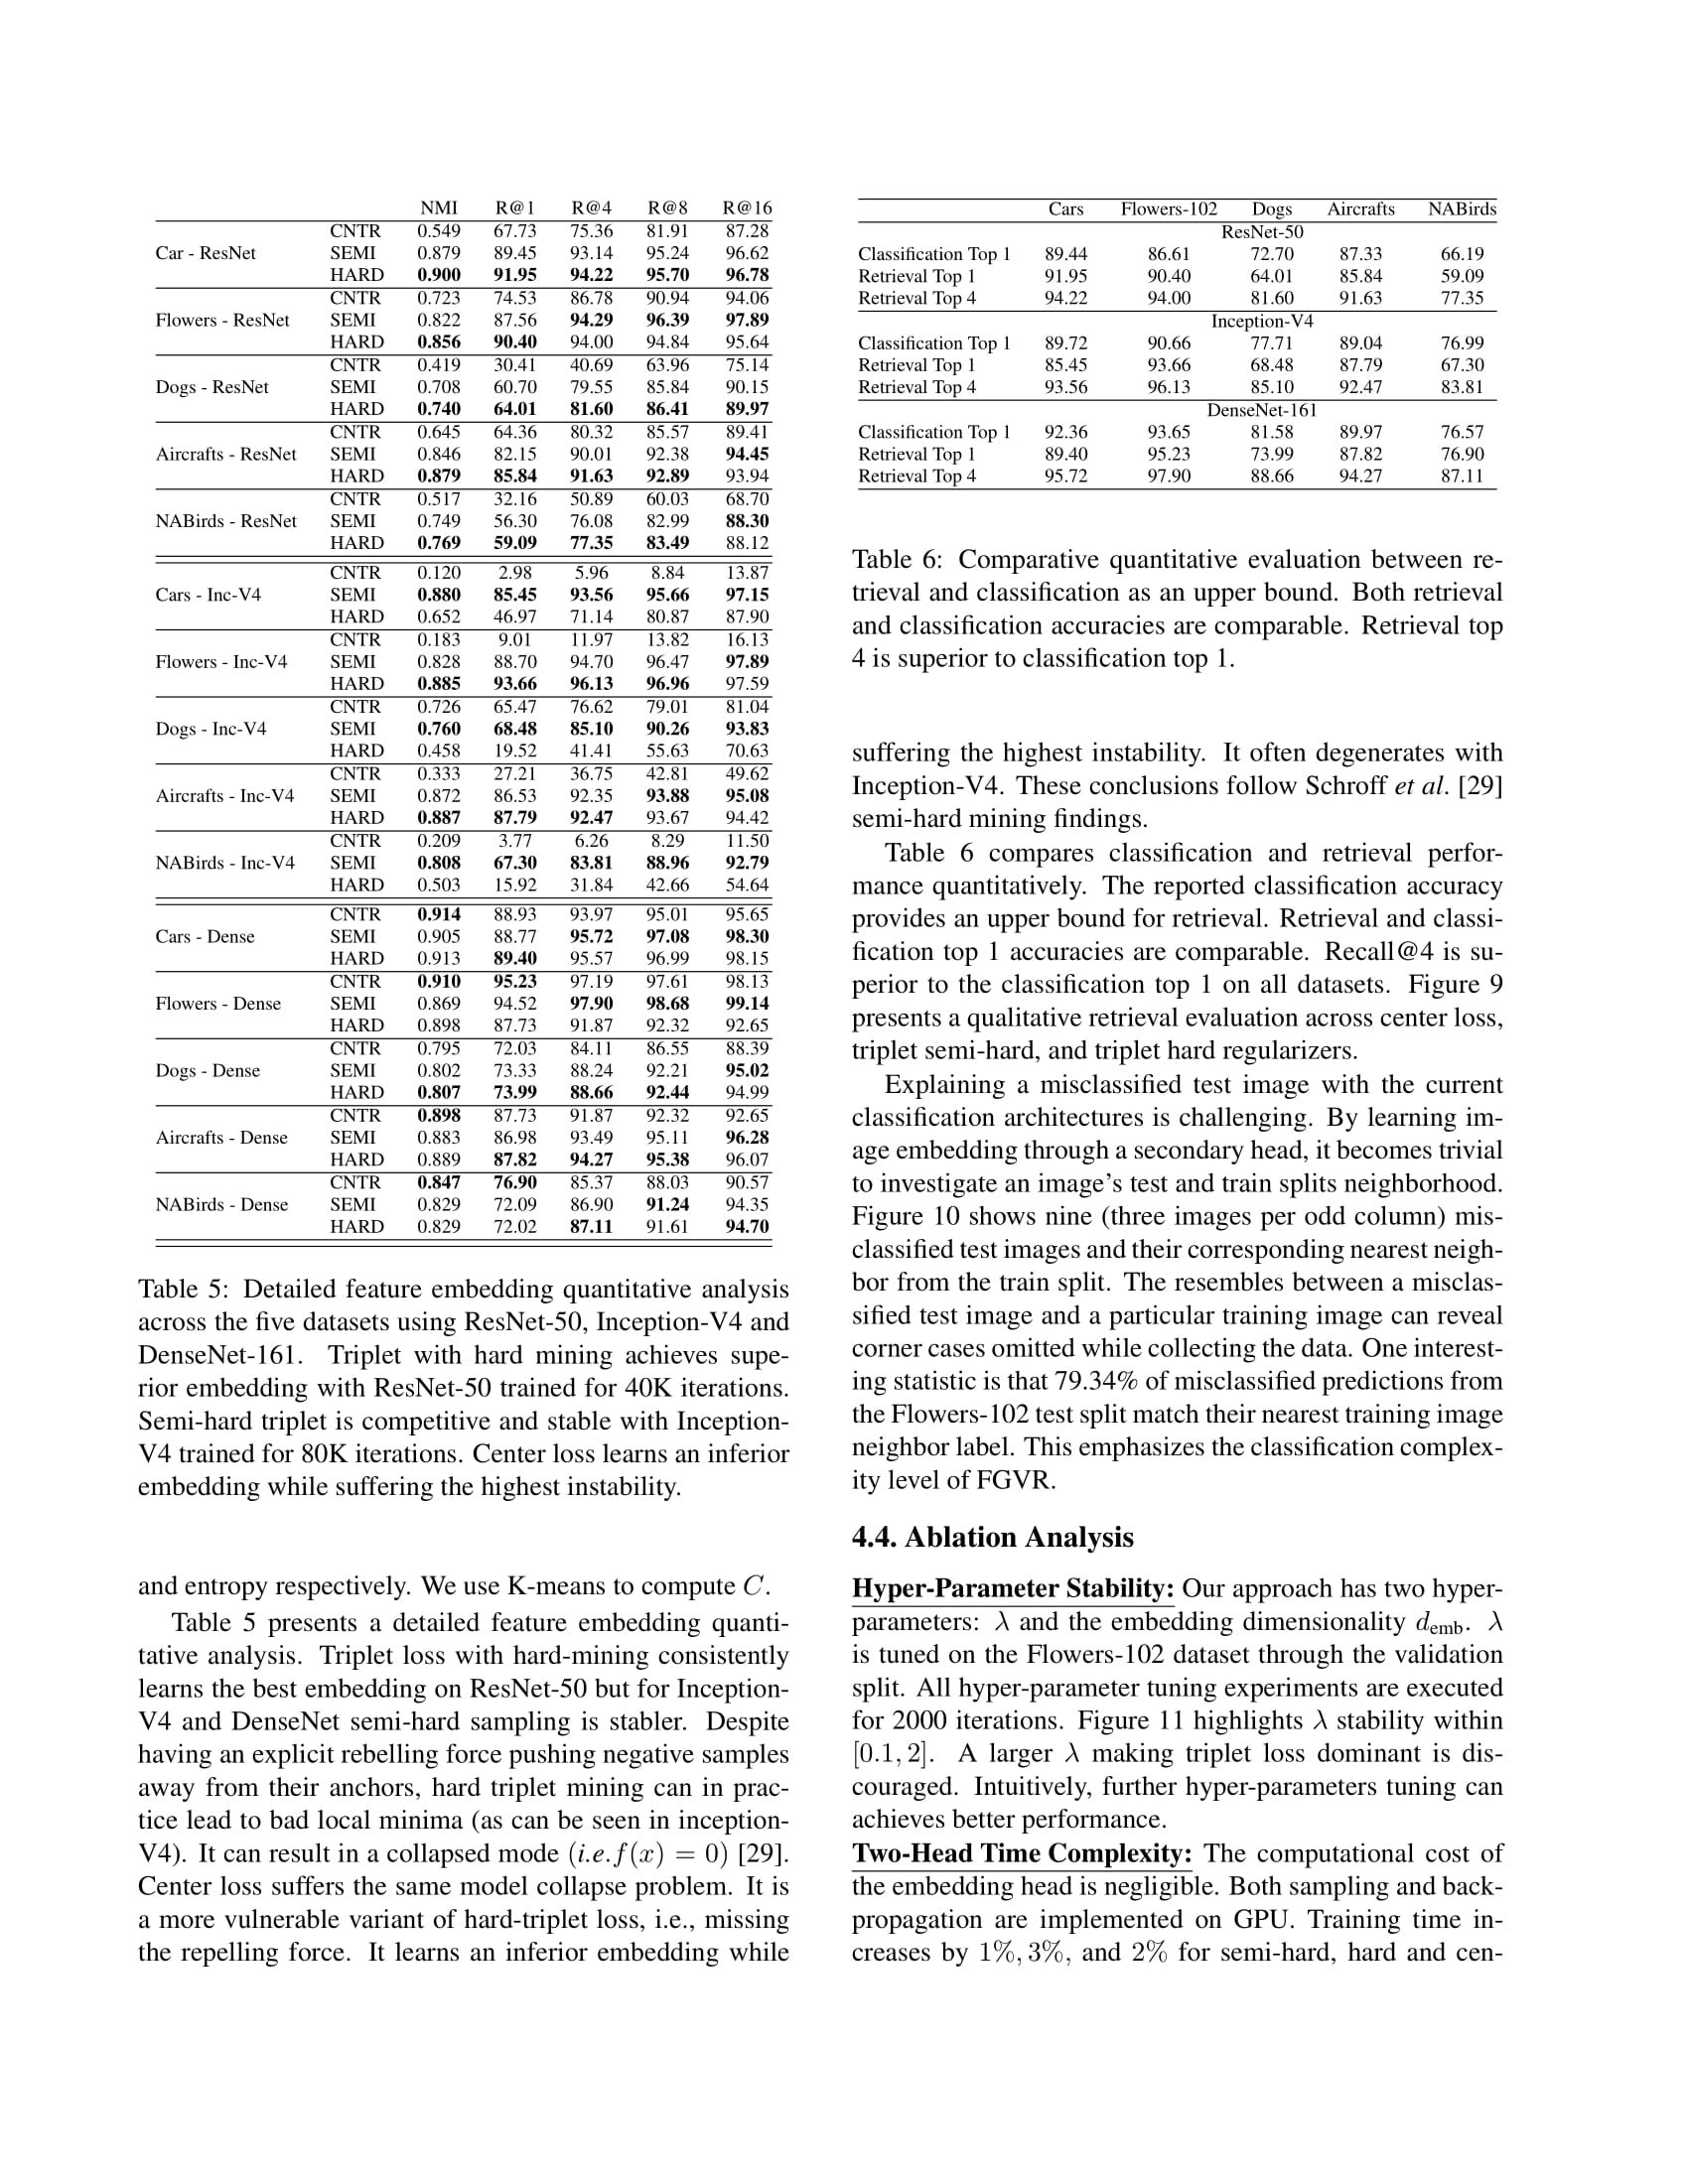 NMI R@1 R@4 R@8 R@16
CNTR 0.549 67.73 75.36 81.91 87.28
Car - ResNet SEMI 0.879 89.45 93.14 95.24 96.62
HARD 0.900 91.95 94.22 95.70 96.78
CNTR 0.723 74.53 86.78 90.94 94.06
Flowers - ResNet SEMI 0.822 87.56 94.29 96.39 97.89
HARD 0.856 90.40 94.00 94.84 95.64
CNTR 0.419 30.41 40.69 63.96 75.14
Dogs - ResNet SEMI 0.708 60.70 79.55 85.84 90.15
HARD 0.740 64.01 81.60 86.41 89.97
CNTR 0.645 64.36 80.32 85.57 89.41
Aircrafts - ResNet SEMI 0.846 82.15 90.01 92.38 94.45
HARD 0.879 85.84 91.63 92.89 93.94
CNTR 0.517 32.16 50.89 60.03 68.70
NABirds - ResNet SEMI 0.749 56.30 76.08 82.99 88.30
HARD 0.769 59.09 77.35 83.49 88.12
CNTR 0.120 2.98 5.96 8.84 13.87
Cars - Inc-V4 SEMI 0.880 85.45 93.56 95.66 97.15
HARD 0.652 46.97 71.14 80.87 87.90
CNTR 0.183 9.01 11.97 13.82 16.13
Flowers - Inc-V4 SEMI 0.828 88.70 94.70 96.47 97.89
HARD 0.885 93.66 96.13 96.96 97.59
CNTR 0.726 65.47 76.62 79.01 81.04
Dogs - Inc-V4 SEMI 0.760 68.48 85.10 90.26 93.83
HARD 0.458 19.52 41.41 55.63 70.63
CNTR 0.333 27.21 36.75 42.81 49.62
Aircrafts - Inc-V4 SEMI 0.872 86.53 92.35 93.88 95.08
HARD 0.887 87.79 92.47 93.67 94.42
CNTR 0.209 3.77 6.26 8.29 11.50
NABirds - Inc-V4 SEMI 0.808 67.30 83.81 88.96 92.79
HARD 0.503 15.92 31.84 42.66 54.64
CNTR 0.914 88.93 93.97 95.01 95.65
Cars - Dense SEMI 0.905 88.77 95.72 97.08 98.30
HARD 0.913 89.40 95.57 96.99 98.15
CNTR 0.910 95.23 97.19 97.61 98.13
Flowers - Dense SEMI 0.869 94.52 97.90 98.68 99.14
HARD 0.898 87.73 91.87 92.32 92.65
CNTR 0.795 72.03 84.11 86.55 88.39
Dogs - Dense SEMI 0.802 73.33 88.24 92.21 95.02
HARD 0.807 73.99 88.66 92.44 94.99
CNTR 0.898 87.73 91.87 92.32 92.65
Aircrafts - Dense SEMI 0.883 86.98 93.49 95.11 96.28
HARD 0.889 87.82 94.27 95.38 96.07
CNTR 0.847 76.90 85.37 88.03 90.57
NABirds - Dense SEMI 0.829 72.09 86.90 91.24 94.35
HARD 0.829 72.02 87.11 91.61 94.70
Table 5: Detailed feature embedding quantitative analysis
across the five datasets using ResNet-50, Inception-V4 and
DenseNet-161. Triplet with hard mining achieves supe-
rior embedding with ResNet-50 trained for 40K iterations.
Semi-hard triplet is competitive and stable with Inception-
V4 trained for 80K iterations. Center loss learns an inferior
embedding while suffering the highest instability.
and entropy respectively. We use K-means to compute C.
Table 5 presents a detailed feature embedding quanti-
tative analysis. Triplet loss with hard-mining consistently
learns the best embedding on ResNet-50 but for Inception-
V4 and DenseNet semi-hard sampling is stabler. Despite
having an explicit rebelling force pushing negative samples
away from their anchors, hard triplet mining can in prac-
tice lead to bad local minima (as can be seen in inception-
V4). It can result in a collapsed mode (i.e.f(x) = 0) [29].
Center loss suffers the same model collapse problem. It is
a more vulnerable variant of hard-triplet loss, i.e., missing
the repelling force. It learns an inferior embedding while
Cars Flowers-102 Dogs Aircrafts NABirds
ResNet-50
Classification Top 1 89.44 86.61 72.70 87.33 66.19
Retrieval Top 1 91.95 90.40 64.01 85.84 59.09
Retrieval Top 4 94.22 94.00 81.60 91.63 77.35
Inception-V4
Classification Top 1 89.72 90.66 77.71 89.04 76.99
Retrieval Top 1 85.45 93.66 68.48 87.79 67.30
Retrieval Top 4 93.56 96.13 85.10 92.47 83.81
DenseNet-161
Classification Top 1 92.36 93.65 81.58 89.97 76.57
Retrieval Top 1 89.40 95.23 73.99 87.82 76.90
Retrieval Top 4 95.72 97.90 88.66 94.27 87.11
Table 6: Comparative quantitative evaluation between re-
trieval and classification as an upper bound. Both retrieval
and classification accuracies are comparable. Retrieval top
4 is superior to classification top 1.
suffering the highest instability. It often degenerates with
Inception-V4. These conclusions follow Schroff et al. [29]
semi-hard mining findings.
Table 6 compares classification and retrieval perfor-
mance quantitatively. The reported classification accuracy
provides an upper bound for retrieval. Retrieval and classi-
fication top 1 accuracies are comparable. Recall@4 is su-
perior to the classification top 1 on all datasets. Figure 9
presents a qualitative retrieval evaluation across center loss,
triplet semi-hard, and triplet hard regularizers.
Explaining a misclassified test image with the current
classification architectures is challenging. By learning im-
age embedding through a secondary head, it becomes trivial
to investigate an image's test and train splits neighborhood.
Figure 10 shows nine (three images per odd column) mis-
classified test images and their corresponding nearest neigh-
bor from the train split. The resembles between a misclas-
sified test image and a particular training image can reveal
corner cases omitted while collecting the data. One interest-
ing statistic is that 79.34% of misclassified predictions from
the Flowers-102 test split match their nearest training image
neighbor label. This emphasizes the classification complex-
ity level of FGVR.
4.4. Ablation Analysis
Hyper-Parameter Stability: Our approach has two hyper-
parameters: λ and the embedding dimensionality d_emb. λ
is tuned on the Flowers-102 dataset through the validation
split. All hyper-parameter tuning experiments are executed
for 2000 iterations. Figure 11 highlights λ stability within
[0.1, 2]. A larger λ making triplet loss dominant is dis-
couraged. Intuitively, further hyper-parameters tuning can
achieves better performance.
Two-Head Time Complexity: The computational cost of
the embedding head is negligible. Both sampling and back-
propagation are implemented on GPU. Training time in-
creases by 1%, 3%, and 2% for semi-hard, hard and cen-